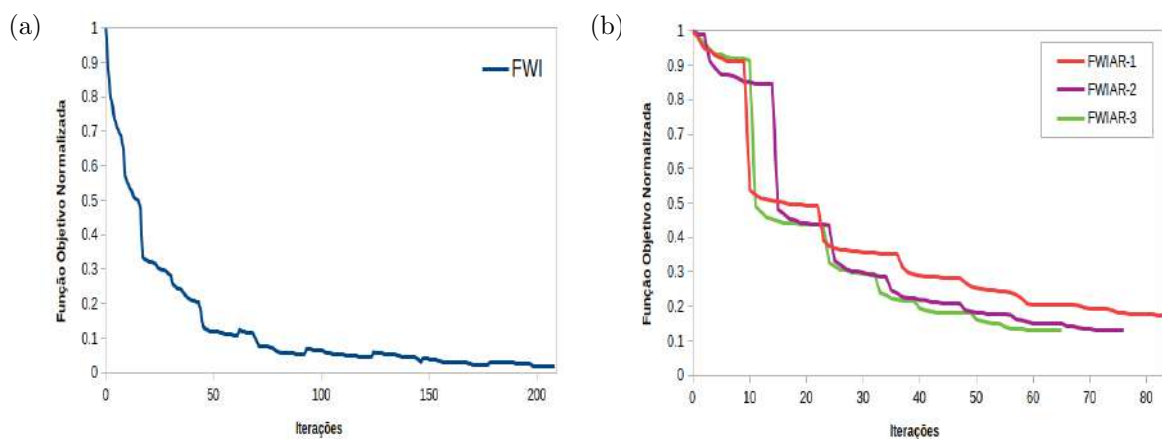 (a)
Função Objetivo Normalizada
1
0.9
0.8
0.7
0.6
0.5
0.4
0.3
0.2
0.1
0
0 50 100 150 200
Iterações
FWI
(b)
Função Objetivo Normalizada
1
0.9
0.8
0.7
0.6
0.5
0.4
0.3
0.2
0.1
0
0 10 20 30 40 50 60 70 80
Iterações
FWIAR-1
FWIAR-2
FWIAR-3